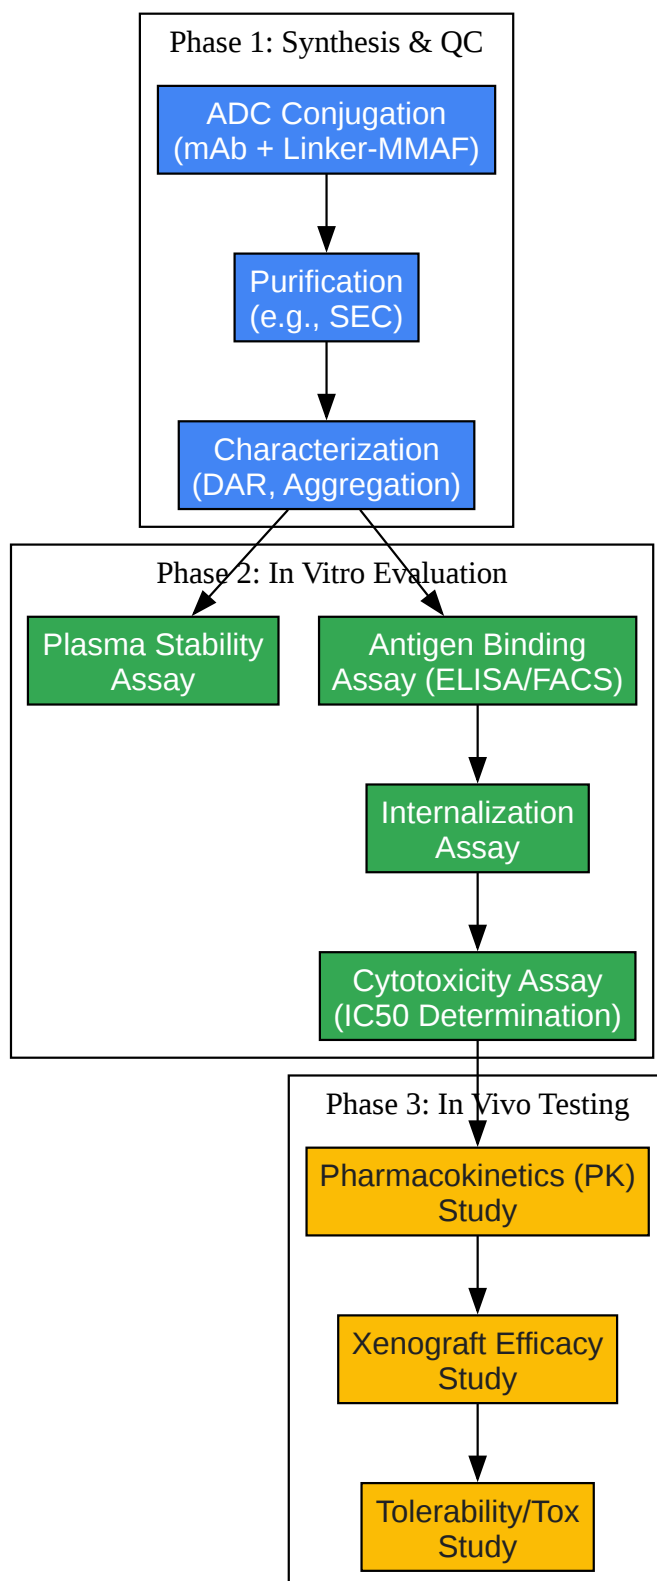 Phase 1: Synthesis & QC
ADC Conjugation
(mAb + Linker-MMAF)
Purification
(e.g., SEC)
Characterization
(DAR, Aggregation)
Phase 2: In Vitro Evaluation
Plasma Stability
Assay
Antigen Binding
Assay (ELISA/FACS)
Internalization
Assay
Cytotoxicity Assay
(IC50 Determination)
Phase 3: In Vivo Testing
Pharmacokinetics (PK)
Study
Xenograft Efficacy
Study
Tolerability/Tox
Study